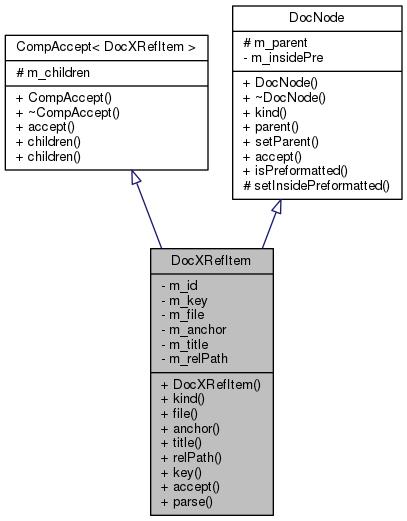 CompAccept< DocXRefItem >
# m_children
+ CompAccept()
+ ~CompAccept()
+ accept()
+ children()
+ children()
DocNode
# m_parent
- m_insidePre
+ DocNode()
+ ~DocNode()
+ kind()
+ parent()
+ setParent()
+ accept()
+ isPreformatted()
# setInsidePreformatted()
DocXRefItem
- m_id
- m_key
- m_file
- m_anchor
- m_title
- m_relPath
+ DocXRefItem()
+ kind()
+ file()
+ anchor()
+ title()
+ relPath()
+ key()
+ accept()
+ parse()